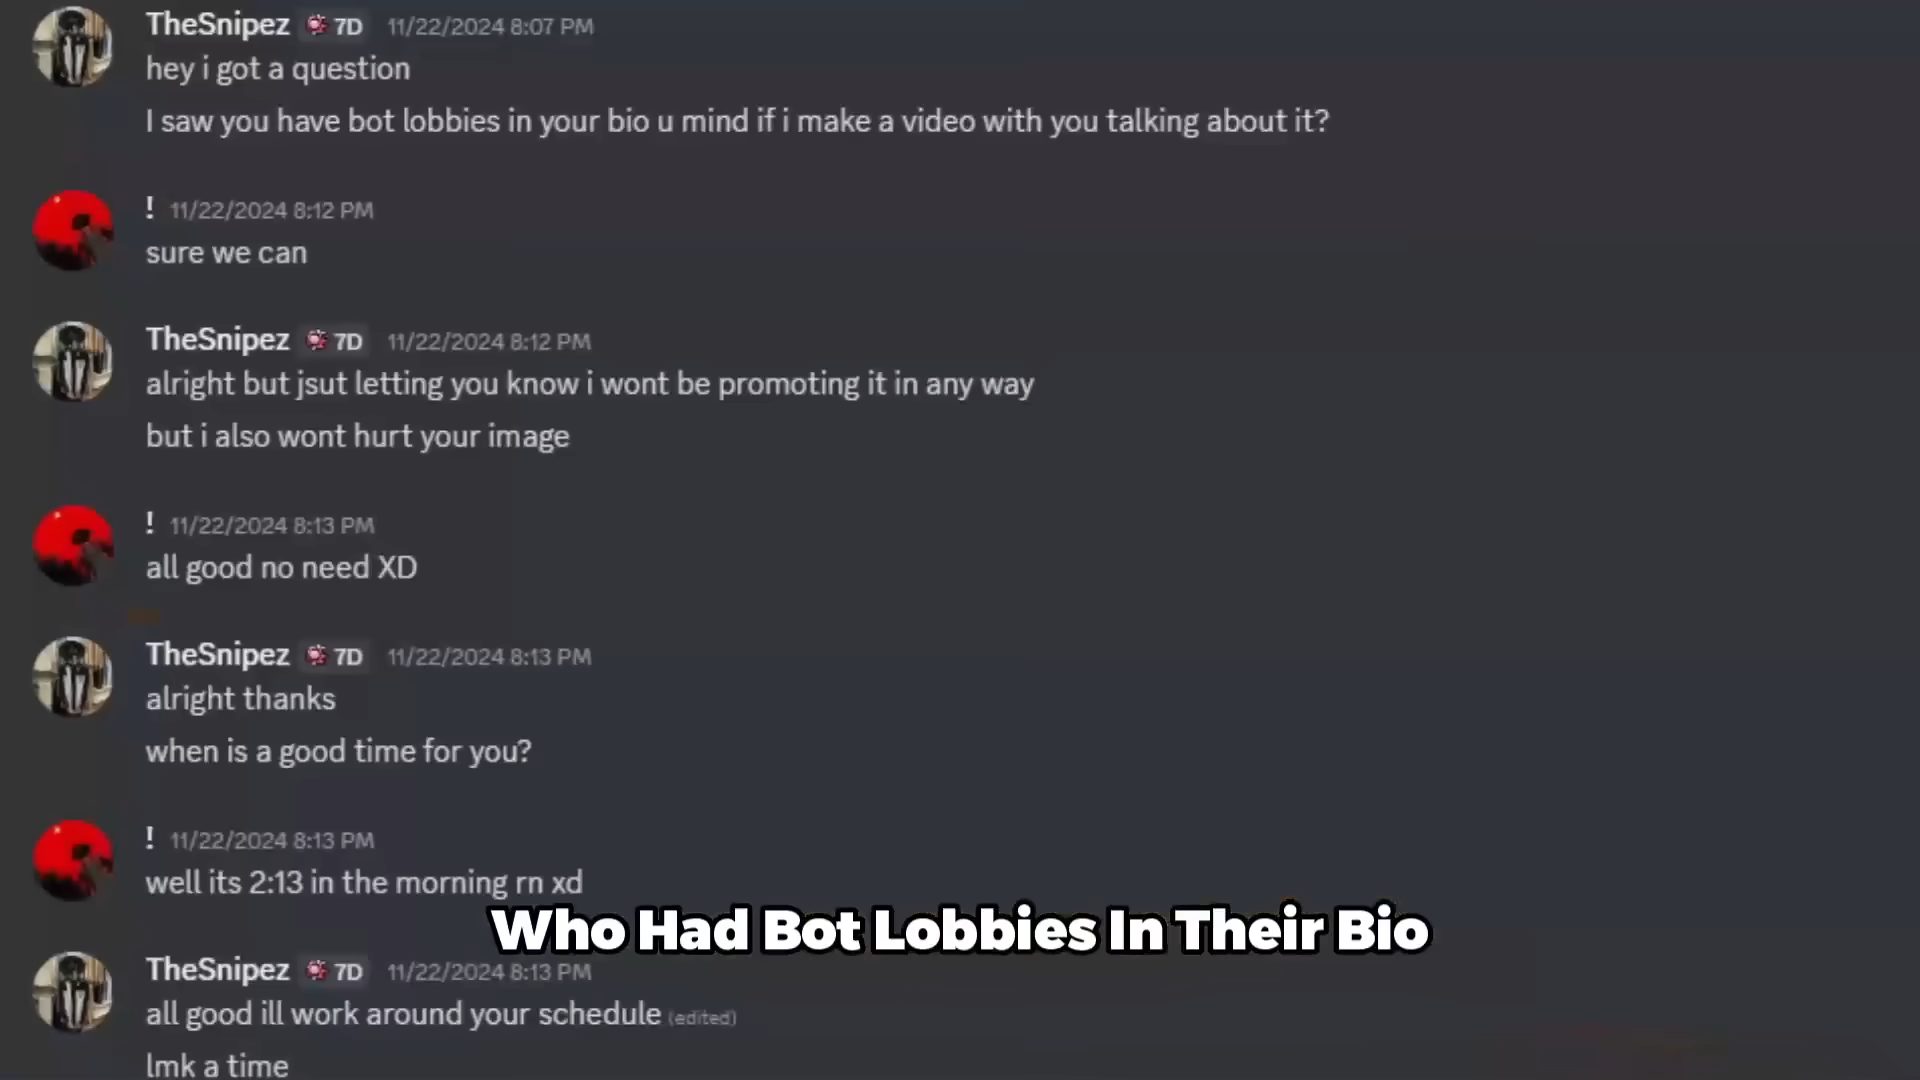 TheSnipez 7D 11/22/2024 8:07 PM
hey i got a question
I saw you have bot lobbies in your bio u mind if i make a video with you talking about it?
! 11/22/2024 8:12 PM
sure we can
TheSnipez 7D 11/22/2024 8:12 PM
alright but jsut letting you know i wont be promoting it in any way
but i also wont hurt your image
! 11/22/2024 8:13 PM
all good no need XD
TheSnipez 7D 11/22/2024 8:13 PM
alright thanks
when is a good time for you?
! 11/22/2024 8:13 PM
well its 2:13 in the morning rn xd
Who Had Bot Lobbies In Their Bio
TheSnipez 7D 11/22/2024 8:13 PM
all good ill work around your schedule (edited)
lmk a time